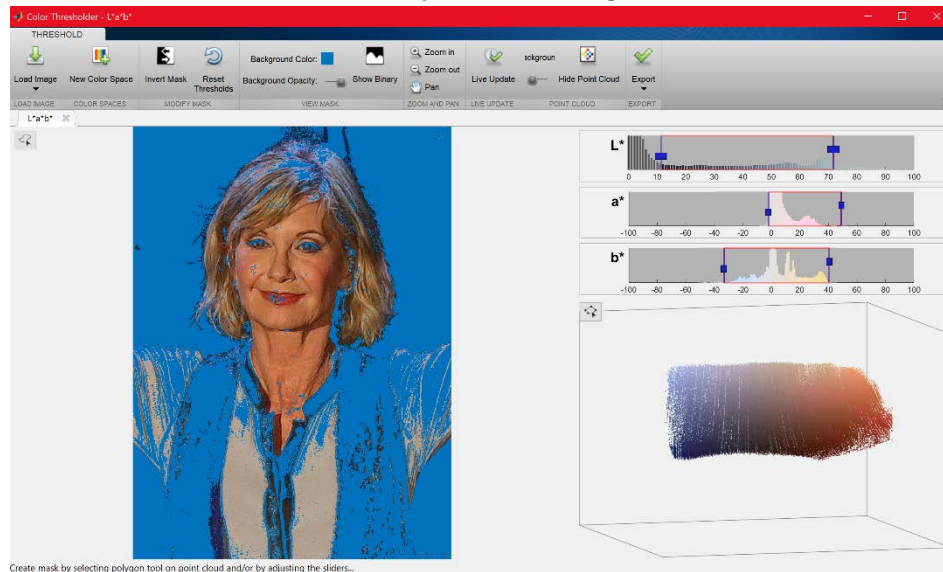 Color Thresholder - L*a*b*
THRESHOLD
Load Image
New Color Space
Invert Mask
Reset
Thresholds
Background Color:
Background Opacity:
Show Binary
Zoom in
Zoom out
Pan
Live Update
ackgroun
Hide Point Cloud
Export
LOAD IMAGE
COLOR SPACES
MODIFY MASK
VIEW MASK
ZOOM AND PAN
LIVE UPDATE
POINT CLOUD
EXPORT
L*a*b*
L*
0 10 20 30 40 50 60 70 80 90 100
a*
-100 -80 -60 -40 -20 0 20 40 60 80 100
b*
-100 -80 -60 -40 -20 0 20 40 60 80 100
Create mask by selecting polygon tool on point cloud and/or by adjusting the sliders...